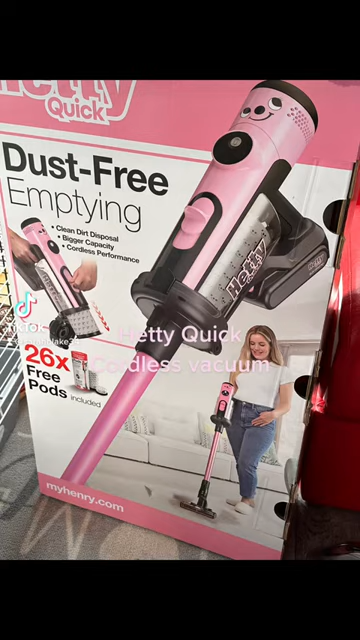 Hetty
Quick
Dust-Free
Emptying
• Clean Dirt Disposal
• Bigger Capacity
• Cordless Performance
Hetty
TikTok
Hetty Quick
Cordless vacuum
26x
Free
Pods included
myhenry.com